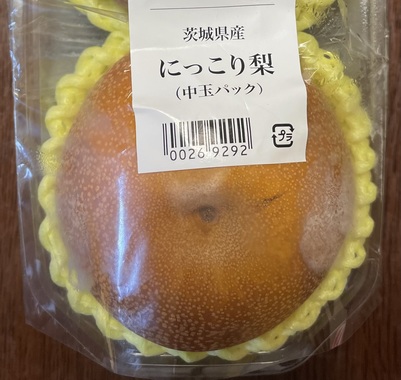 茨城県産
にっこり梨
(中玉パック)
0026 9292
プラ